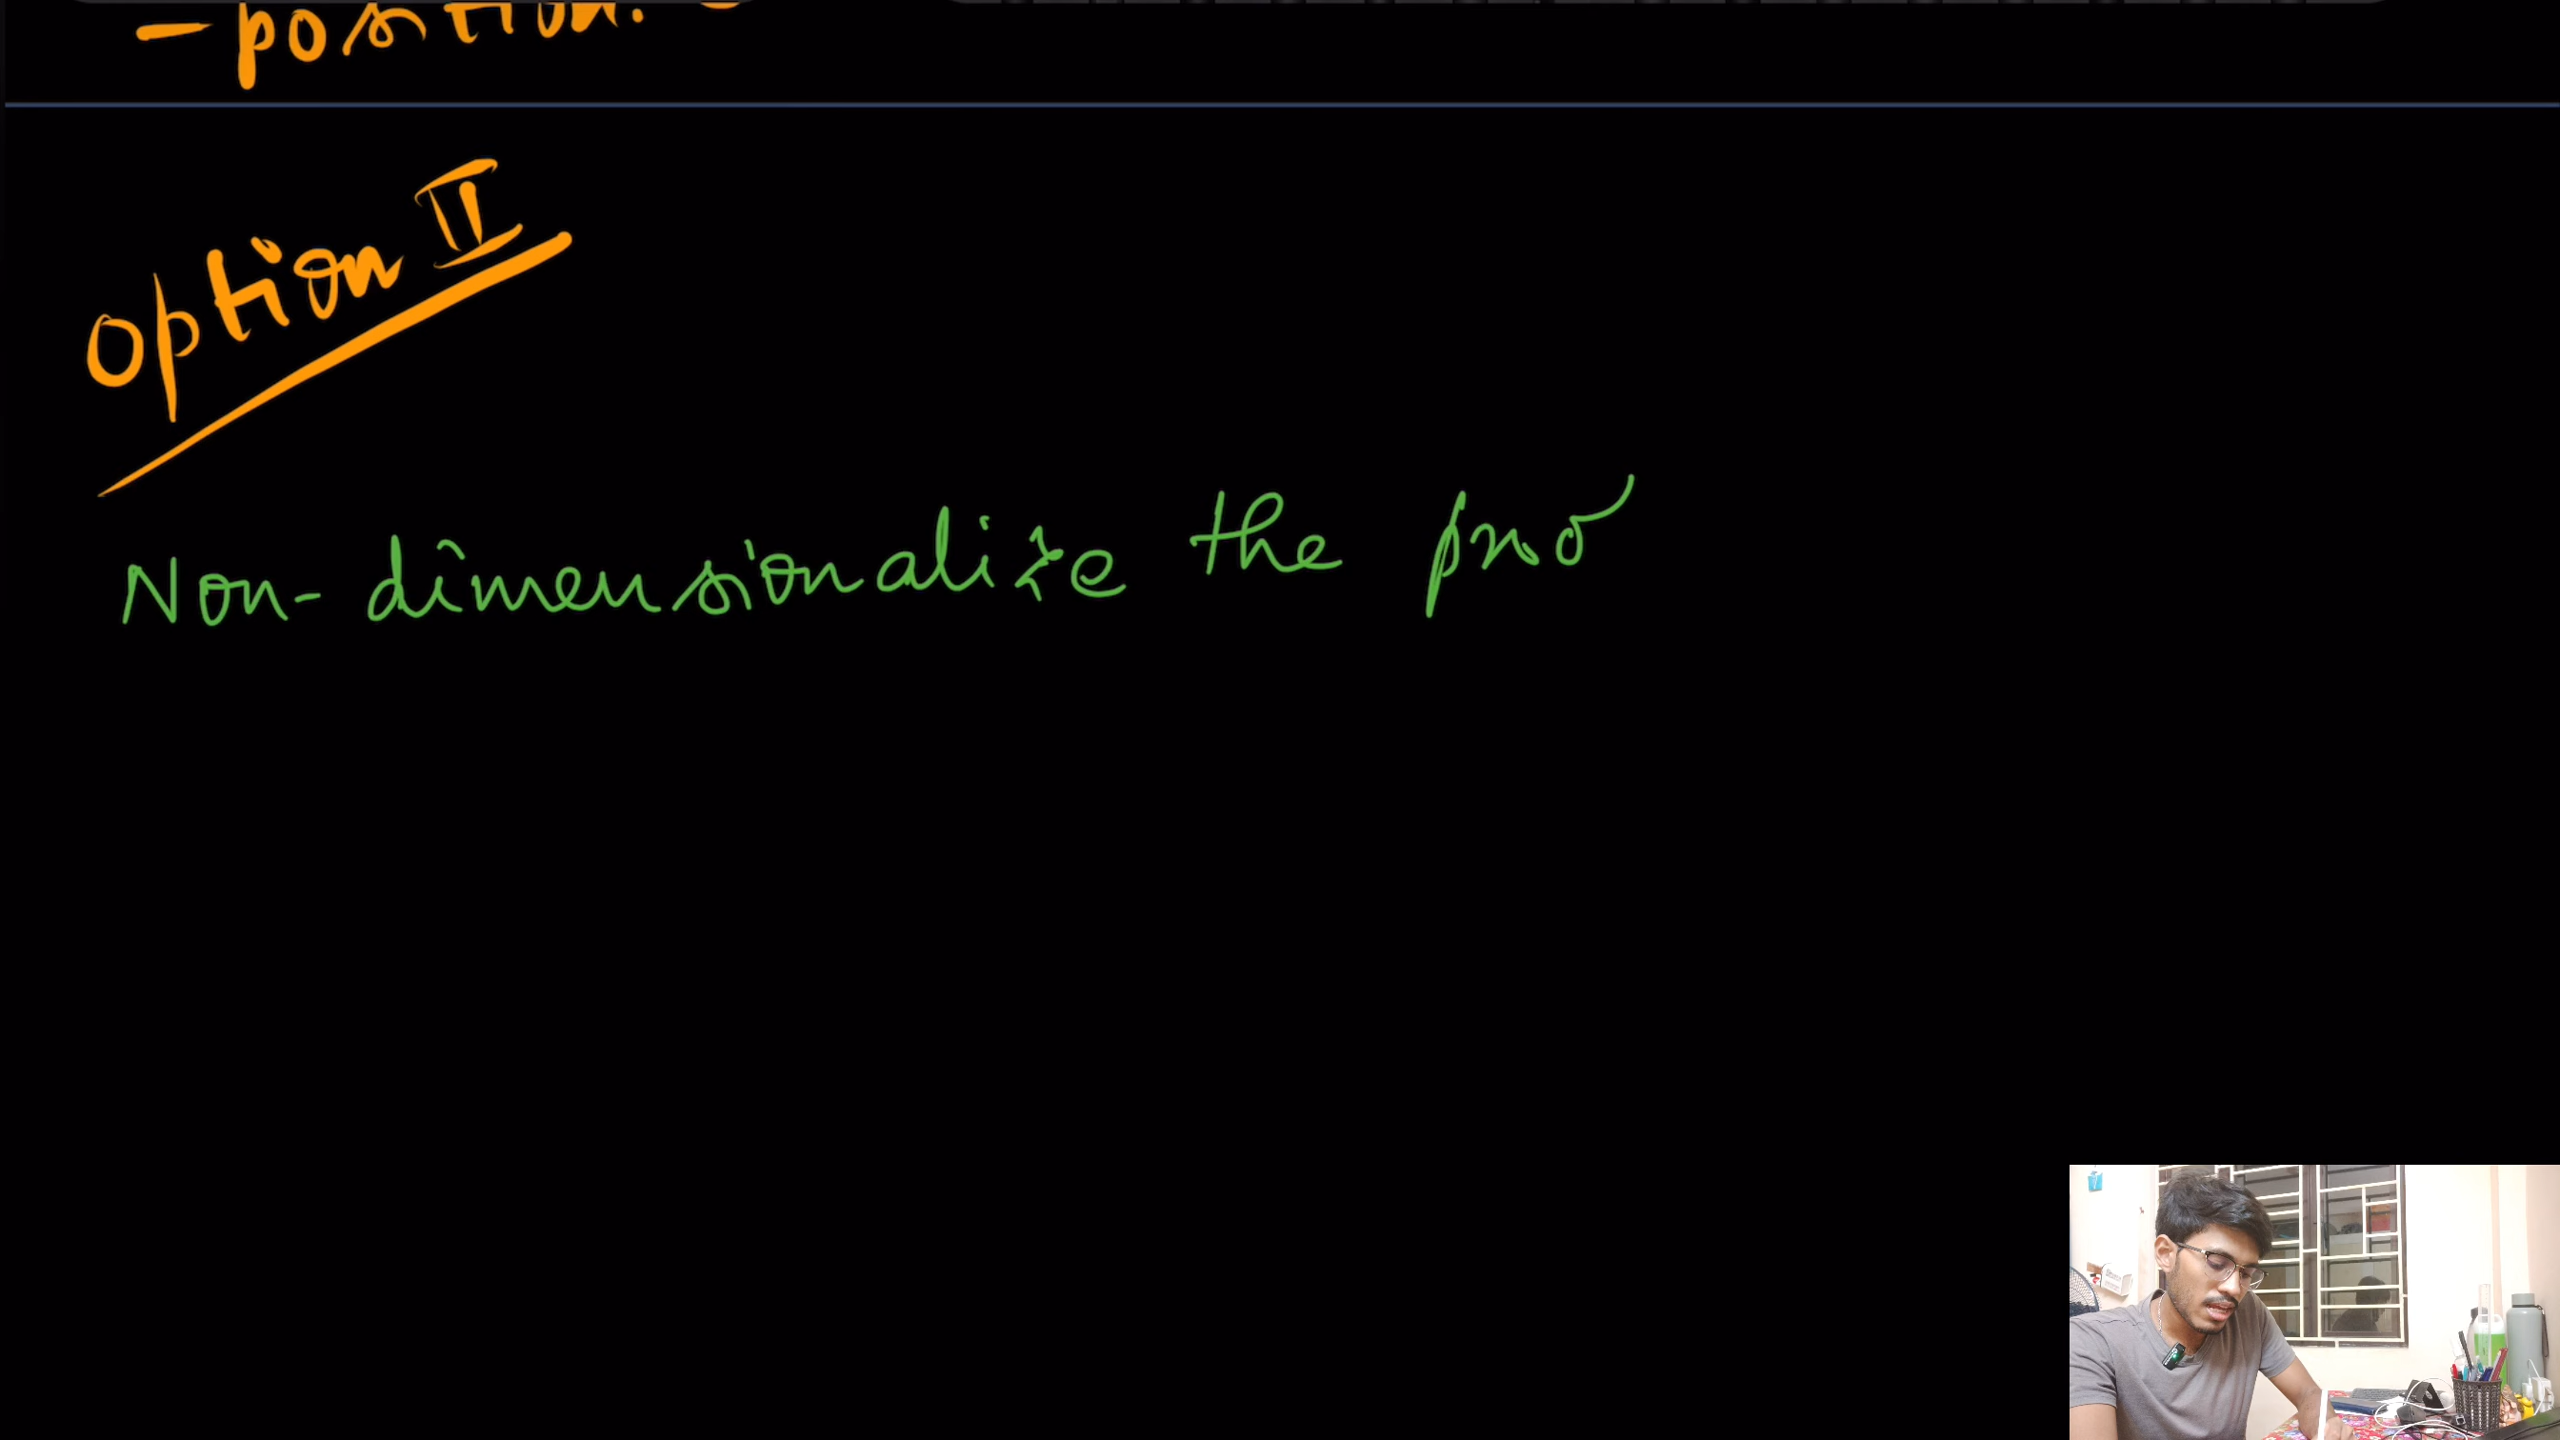 - position.
Option II
Non-dimensionalize the pro